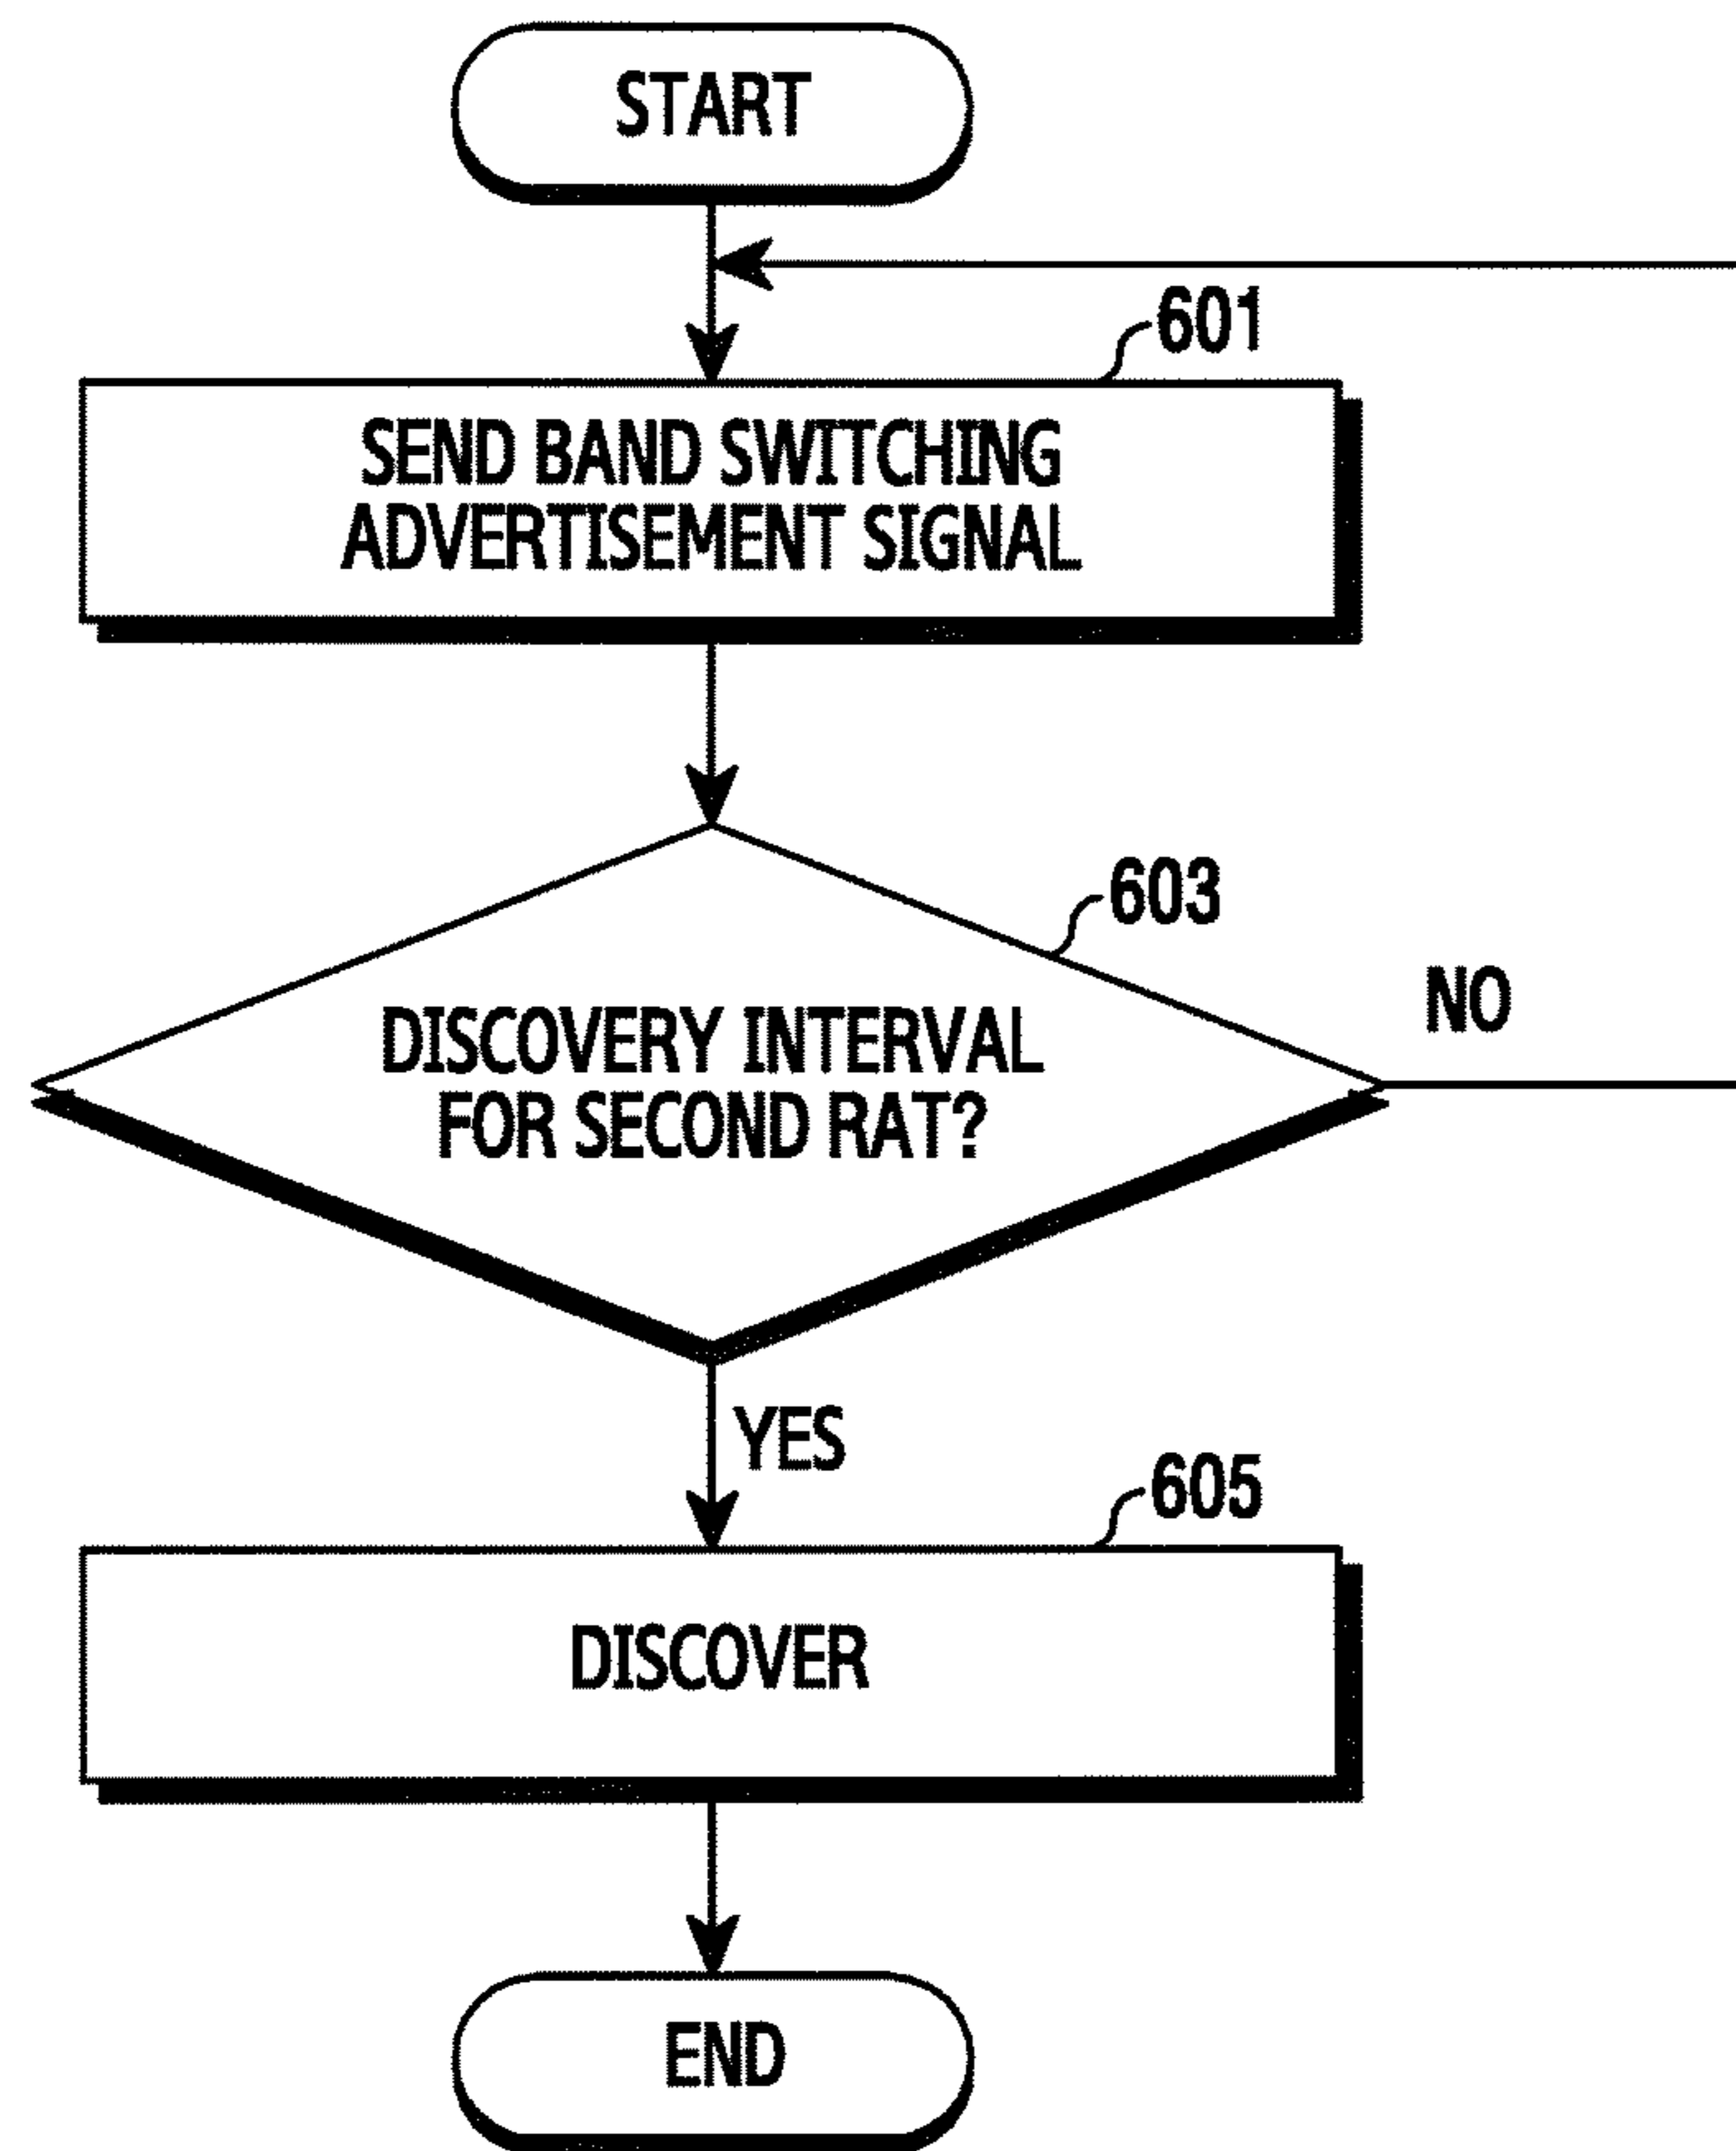 START
601
SEND BAND SWITCHING
ADVERTISEMENT SIGNAL
603
NO
DISCOVERY INTERVAL
FOR SECOND RAT?
YES
605
DISCOVER
END